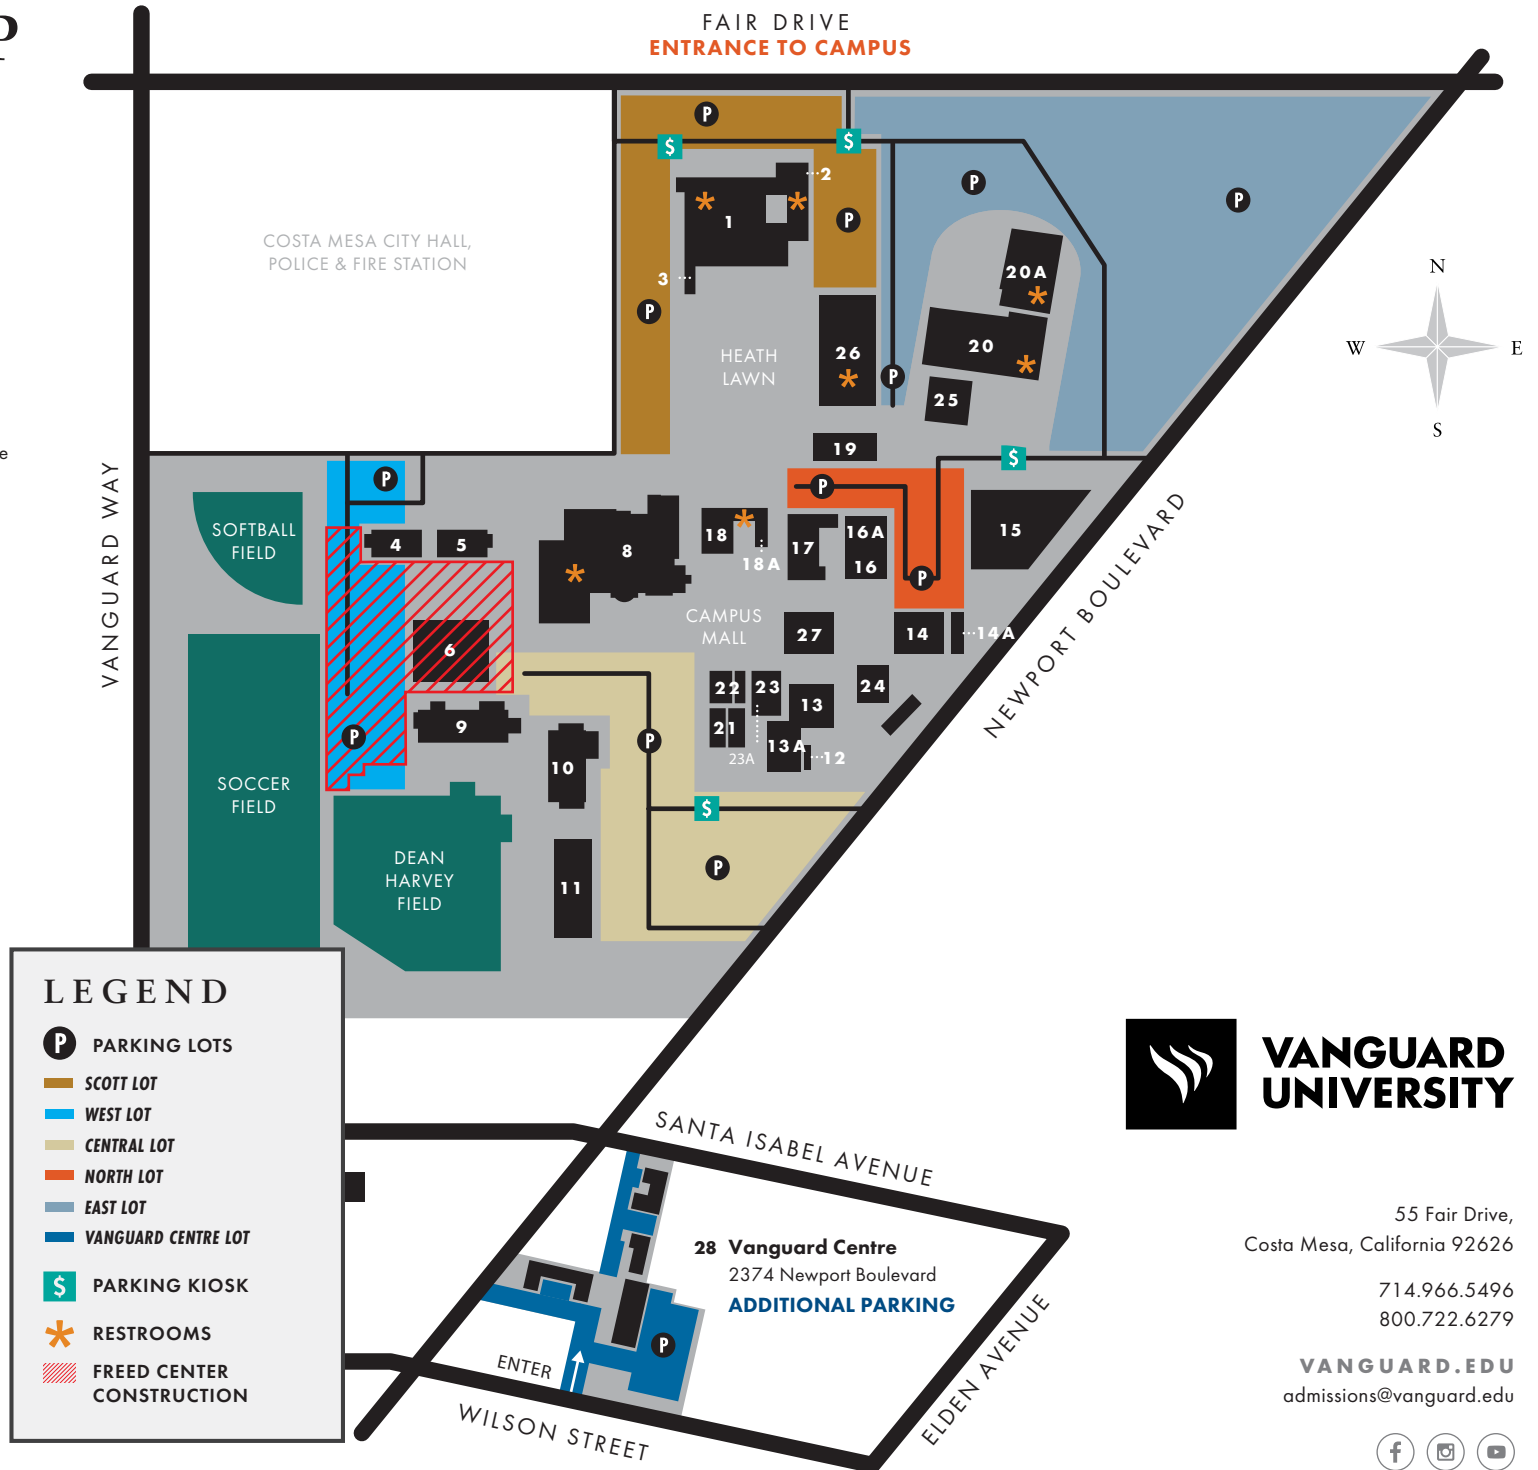 P
FAIR DRIVE
ENTRANCE TO CAMPUS
P
$
$
2
P
P
P
1
COSTA MESA CITY HALL,
POLICE & FIRE STATION
3
20A
N
W
E
S
P
HEATH
LAWN
26
20
P
25
e
19
$
VANGUARD WAY
P
P
SOFTBALL
FIELD
4
5
8
18
18A
17
16A
16
15
P
NEWPORT BOULEVARD
CAMPUS
MALL
27
14
14A
6
22
23
24
13
21
9
P
P
13A
12
23A
10
SOCCER
FIELD
$
DEAN
HARVEY
FIELD
11
P
LEGEND
P PARKING LOTS
SCOTT LOT
WEST LOT
CENTRAL LOT
NORTH LOT
EAST LOT
VANGUARD CENTRE LOT
$ PARKING KIOSK
RESTROOMS
FREED CENTER
CONSTRUCTION
SANTA ISABEL AVENUE
28 Vanguard Centre
2374 Newport Boulevard
ADDITIONAL PARKING
P
ENTER
WILSON STREET
ELDEN AVENUE
VANGUARD
UNIVERSITY
55 Fair Drive,
Costa Mesa, California 92626
714.966.5496
800.722.6279
VANGUARD.EDU
admissions@vanguard.edu
f